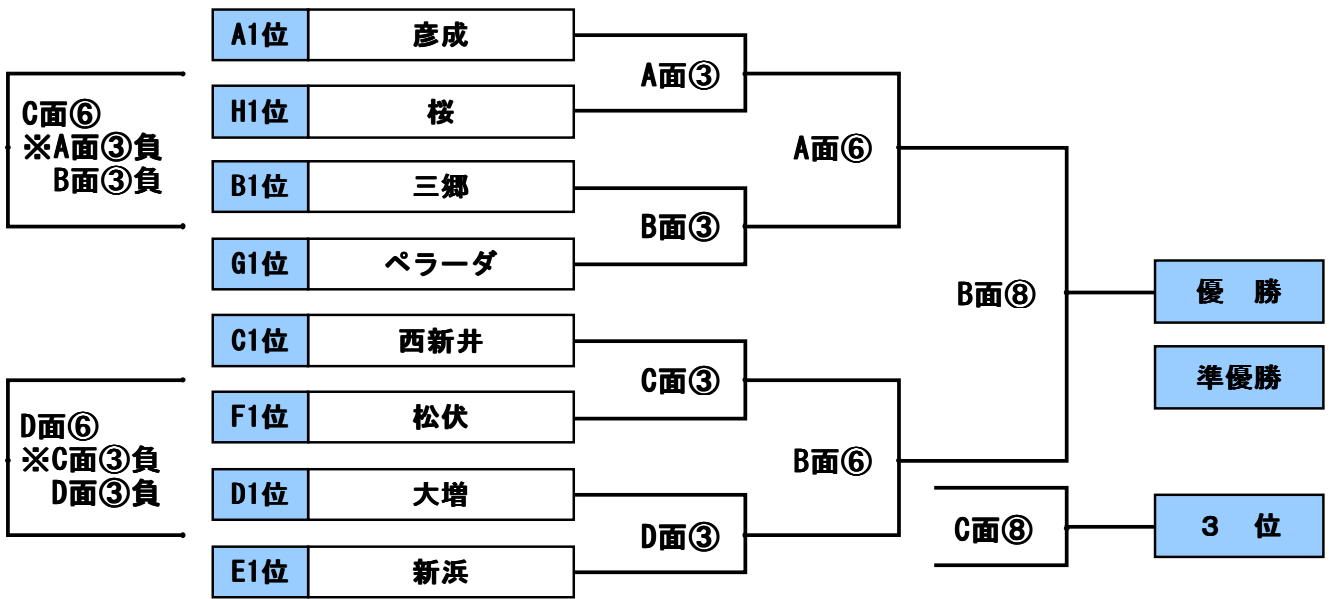 A1位 彦成
H1位 桜
B1位 三郷
G1位 ペラーダ
C1位 西新井
F1位 松伏
D1位 大増
E1位 新浜
C面⑥
※A面③負
B面③負
D面⑥
※C面③負
D面③負
A面③
B面③
C面③
D面③
A面⑥
B面⑥
B面⑧
C面⑧
優 勝
準優勝
3 位